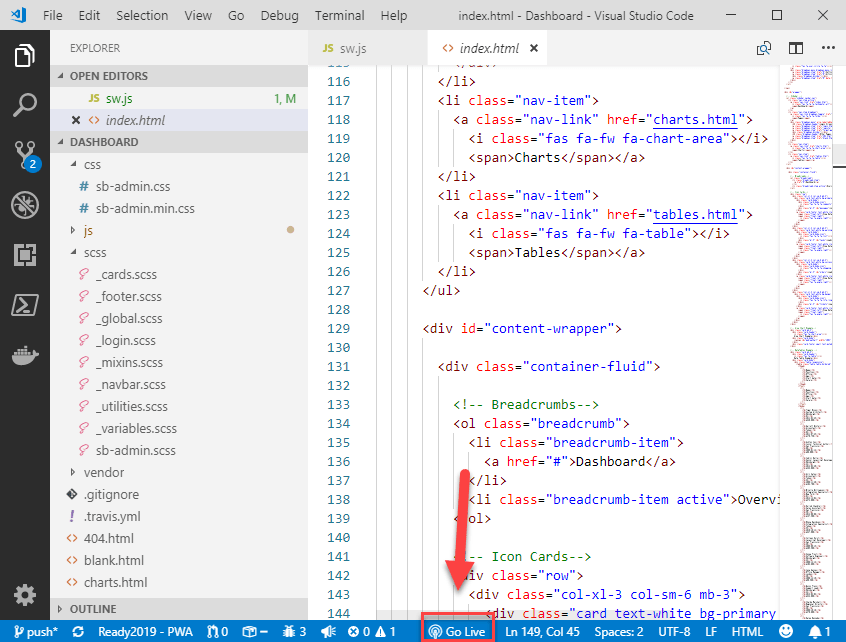 File Edit Selection View Go Debug Terminal Help index.html - Dashboard - Visual Studio Code
EXPLORER
OPEN EDITORS
JS sw.js 1, M
<> index.html
DASHBOARD
css
# sb-admin.css
# sb-admin.min.css
js
scss
_cards.scss
_footer.scss
_global.scss
_login.scss
_mixins.scss
_navbar.scss
_utilities.scss
_variables.scss
sb-admin.scss
vendor
.gitignore
! .travis.yml
<> 404.html
<> blank.html
<> charts.html
OUTLINE
2
JS sw.js <> index.html
115 </div>
116 </li>
117 <li class="nav-item">
118 <a class="nav-link" href="charts.html">
119 <i class="fas fa-fw fa-chart-area"></i>
120 <span>Charts</span></a>
121 </li>
122 <li class="nav-item">
123 <a class="nav-link" href="tables.html">
124 <i class="fas fa-fw fa-table"></i>
125 <span>Tables</span></a>
126 </li>
127 </ul>
128
129 <div id="content-wrapper">
130
131 <div class="container-fluid">
132
133 <!-- Breadcrumbs-->
134 <ol class="breadcrumb">
135 <li class="breadcrumb-item">
136 <a href="#">Dashboard</a>
137 </li>
138 <li class="breadcrumb-item active">Overvi
139 </ol>
140
141 <!-- Icon Cards-->
142 <div class="row">
143 <div class="col-xl-3 col-sm-6 mb-3">
144 <div class="card text-white bg-primary
push* Ready2019 - PWA 0 - 3 0 1 Go Live Ln 149, Col 45 Spaces: 2 UTF-8 LF HTML 1